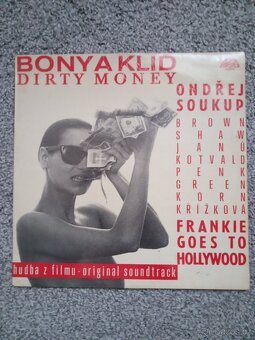 BONY A KLID
DIRTY MONEY
ONDŘEJ
SOUKUP
BROWN
SHAW
JANŮ
KOTVALD
PENK
GREEN
KORN
KŘÍŽKOVÁ
FRANKIE
GOES TO
HOLLYWOOD
hudba z filmu · original soundtrack